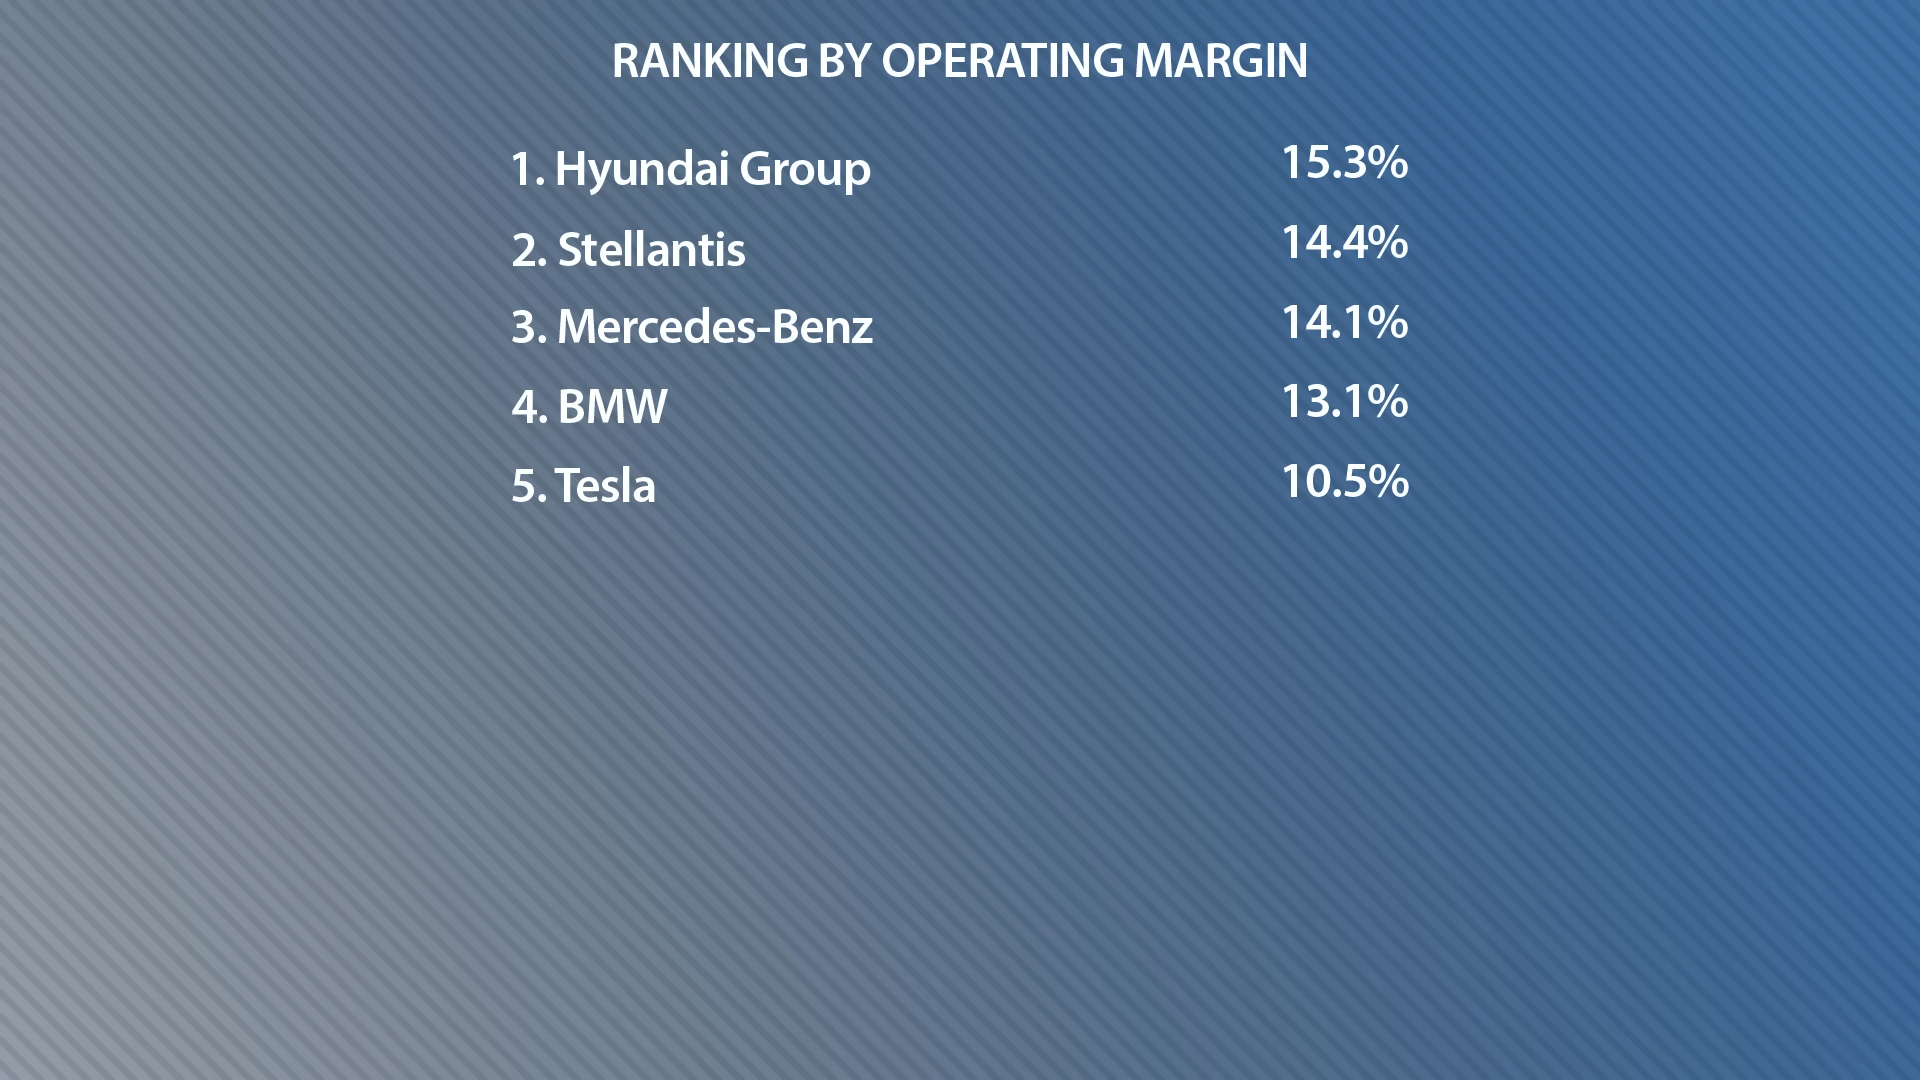 RANKING BY OPERATING MARGIN
1. Hyundai Group 15.3%
2. Stellantis 14.4%
3. Mercedes-Benz 14.1%
4. BMW 13.1%
5. Tesla 10.5%